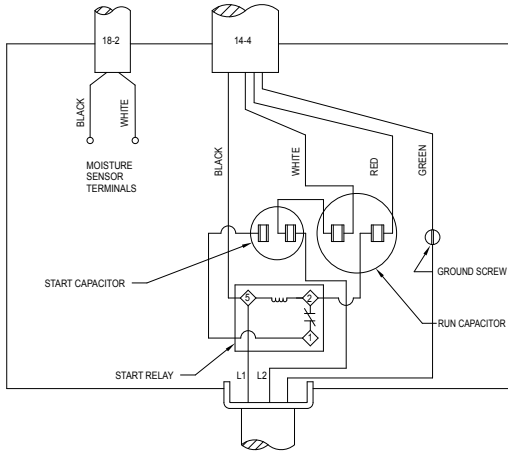 18-2
14-4
BLACK
WHITE
MOISTURE
SENSOR
TERMINALS
BLACK
WHITE
RED
GREEN
START CAPACITOR
GROUND SCREW
RUN CAPACITOR
5
2
1
START RELAY
L1
L2